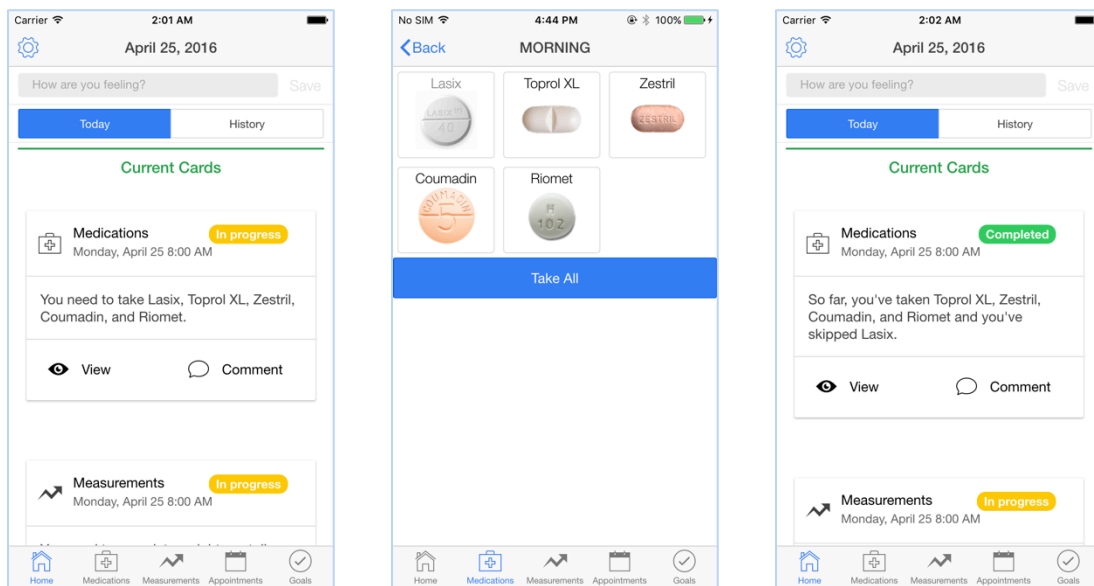 Carrier 2:01 AM
April 25, 2016
How are you feeling? Save
Today History
Current Cards
Medications In progress
Monday, April 25 8:00 AM
You need to take Lasix, Toprol XL, Zestril,
Coumadin, and Riomet.
View Comment
Measurements In progress
Monday, April 25 8:00 AM
Home Medications Measurements Appointments Goals
No SIM 4:44 PM 100%
Back MORNING
Lasix Toprol XL Zestril
LASIX
40
ZESTRIL
Coumadin Riomet
COUMADIN
5
H
102
Take All
Home Medications Measurements Appointments Goals
Carrier 2:02 AM
April 25, 2016
How are you feeling? Save
Today History
Current Cards
Medications Completed
Monday, April 25 8:00 AM
So far, you've taken Toprol XL, Zestril,
Coumadin, and Riomet and you've
skipped Lasix.
View Comment
Measurements In progress
Monday, April 25 8:00 AM
Home Medications Measurements Appointments Goals